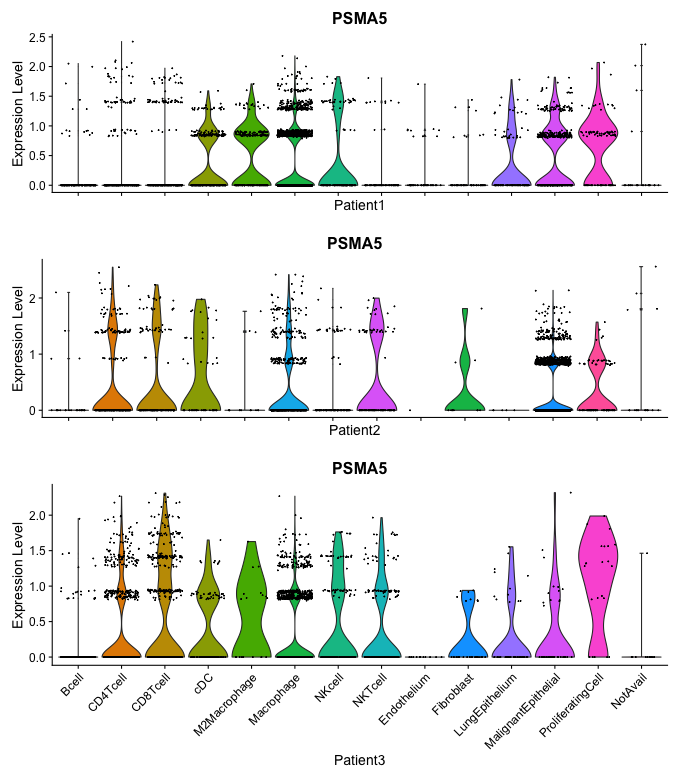 PSMA5
Expression Level
2.5
2.0
1.5
1.0
0.5
0.0
Patient1
PSMA5
Expression Level
2
1
0
Patient2
PSMA5
Expression Level
2.0
1.5
1.0
0.5
0.0
Bcell
CD4Tcell
CD8Tcell
cDC
M2Macrophage
Macrophage
NKcell
NKTcell
Endothelium
Fibroblast
LungEpithelium
MalignantEpithelial
ProliferatingCell
NotAvail
Patient3